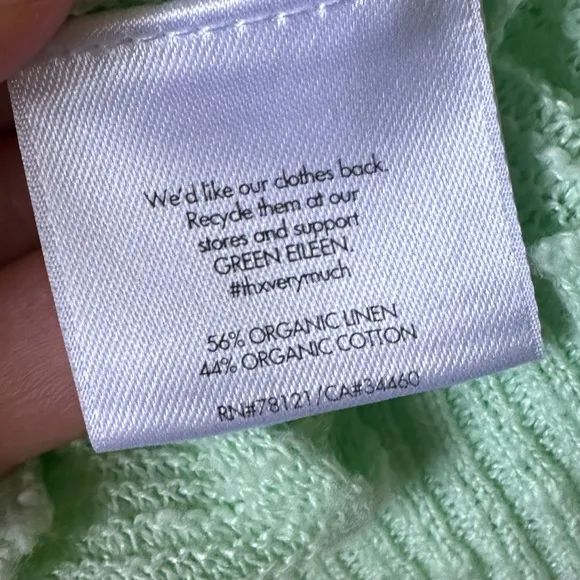 We'd like our clothes back.
Recycle them at our
stores and support
GREEN EILEEN.
#thxverymuch
56% ORGANIC LINEN
44% ORGANIC COTTON
RN#78121/CA#34460